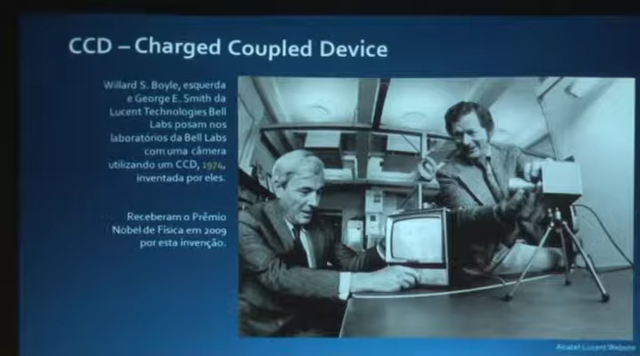 CCD – Charged Coupled Device
Willard S. Boyle, esquerda
e George E. Smith da
Lucent Technologies Bell
Labs posam nos
laboratórios da Bell Labs
com uma câmera
utilizando um CCD, 1974,
inventada por eles.
Receberam o Prêmio
Nobel de Física em 2009
por esta invenção.
Alcatel-Lucent Website